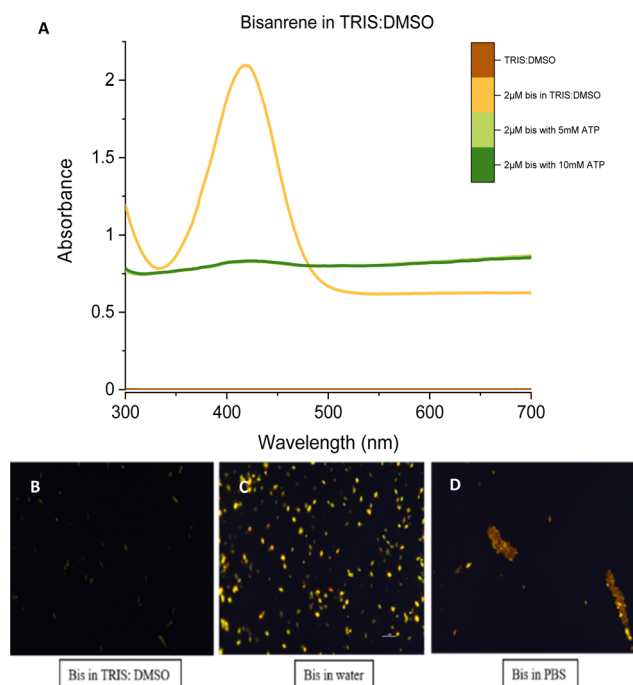 A
Bisanrene in TRIS:DMSO
TRIS:DMSO
2µM bis in TRIS:DMSO
2µM bis with 5mM ATP
2µM bis with 10mM ATP
Absorbance
2
1.5
1
0.5
0
300
400
500
600
700
Wavelength (nm)
B
C
D
Bis in TRIS: DMSO
Bis in water
Bis in PBS